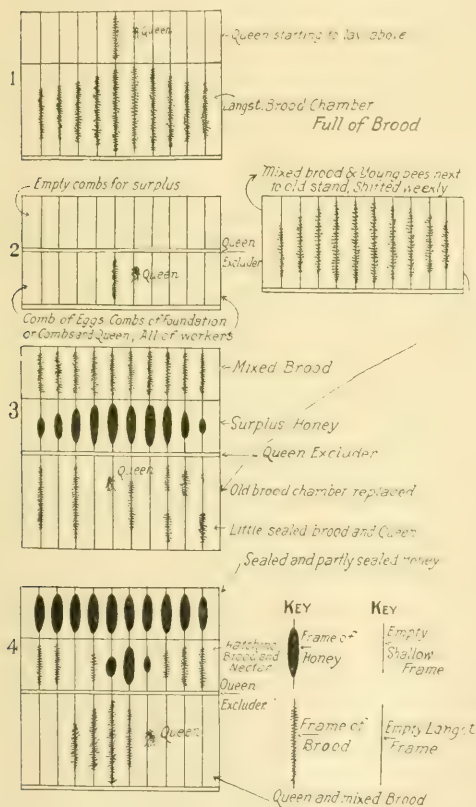 1
Queen
Queen starting to lay above
Langst. Brood Chamber
Full of Brood
Mixed brood & Young bees next
to old stand, Shifted weekly
Empty combs for surplus
2
Queen
Excluder
Queen
Comb of Eggs Combs of Foundation
or Combs and Queen, All of workers
3
Mixed Brood
Surplus Honey
Queen Excluder
Queen
Old brood chamber replaced
Little sealed brood and Queen
Sealed and partly sealed Honey
4
Hatching
Brood and
Nectar
Queen
Excluder
Queen
Queen and mixed Brood
KEY
Frame of
Honey
Frame of
Brood
KEY
Empty
Shallow
Frame
Empty Langst.
Frame